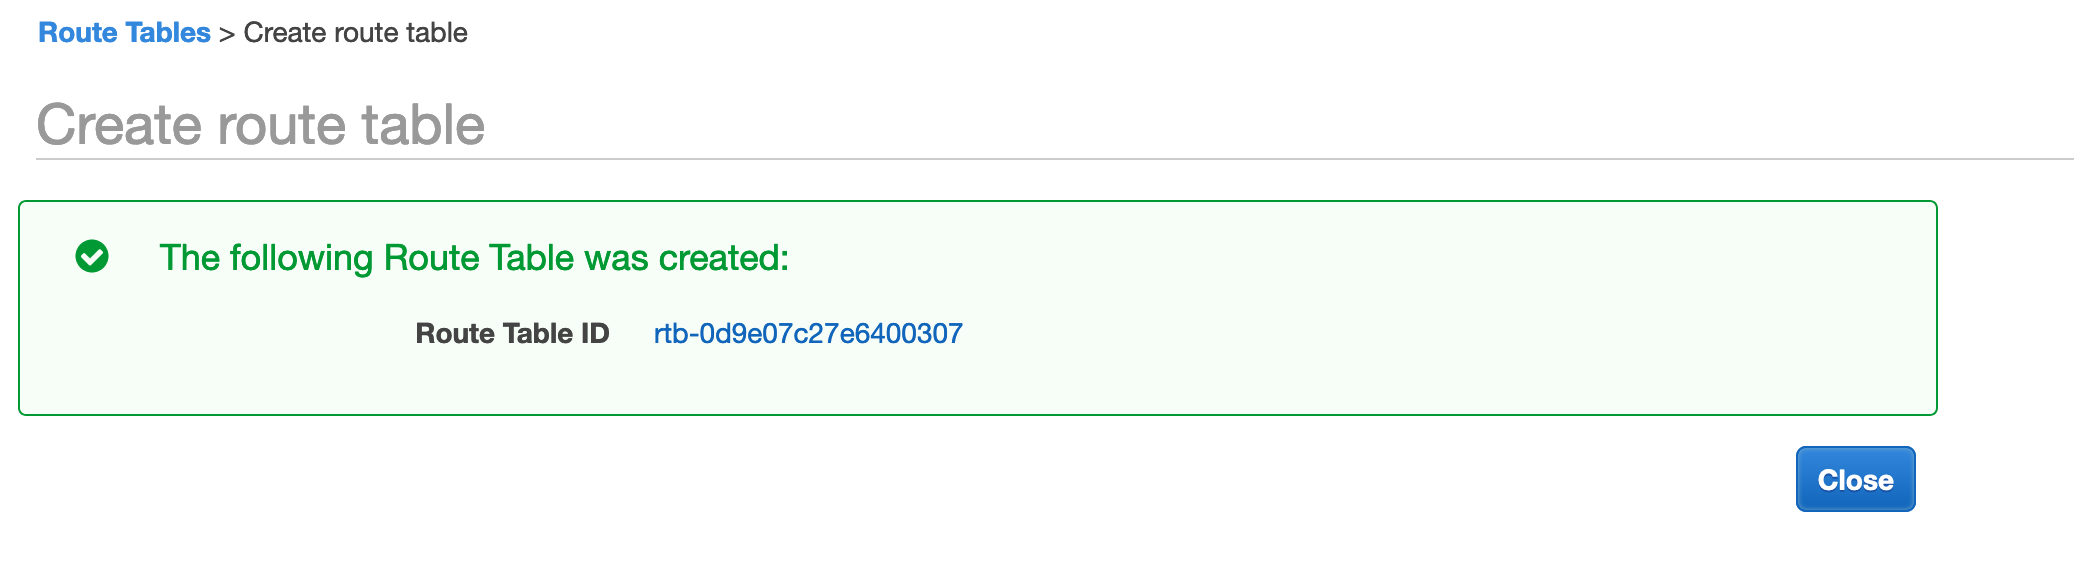 Route Tables > Create route table
Create route table
The following Route Table was created:
Route Table ID rtb-0d9e07c27e6400307
Close